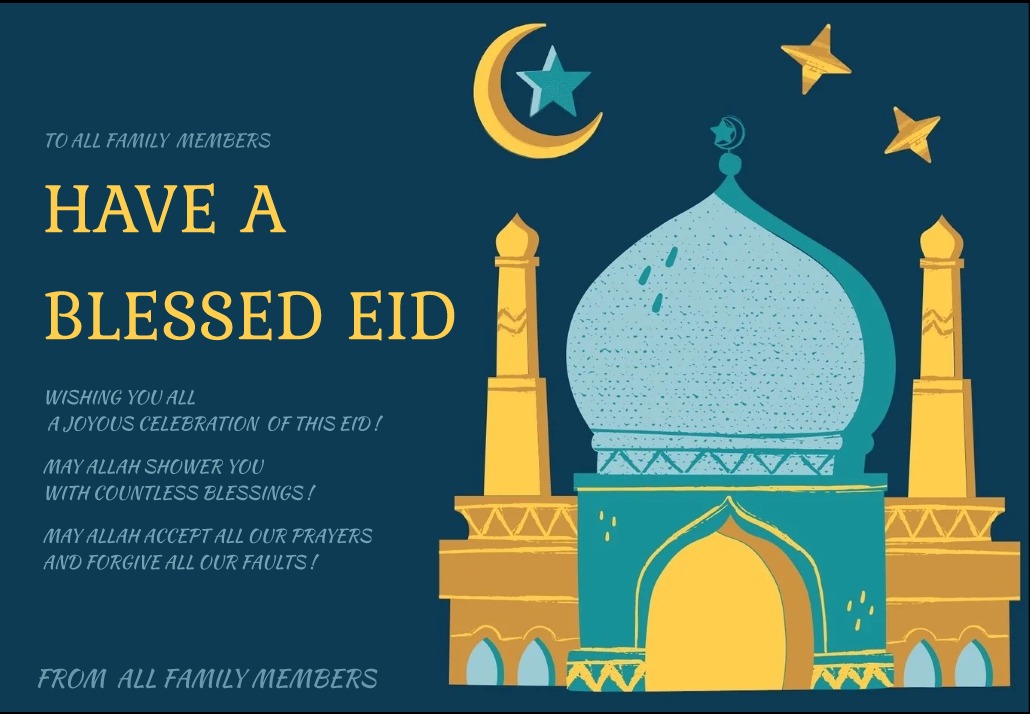 TO ALL FAMILY MEMBERS
HAVE A
BLESSED EID
WISHING YOU ALL
A JOYOUS CELEBRATION OF THIS EID!
MAY ALLAH SHOWER YOU
WITH COUNTLESS BLESSINGS!
MAY ALLAH ACCEPT ALL OUR PRAYERS
AND FORGIVE ALL OUR FAULTS!
FROM ALL FAMILY MEMBERS